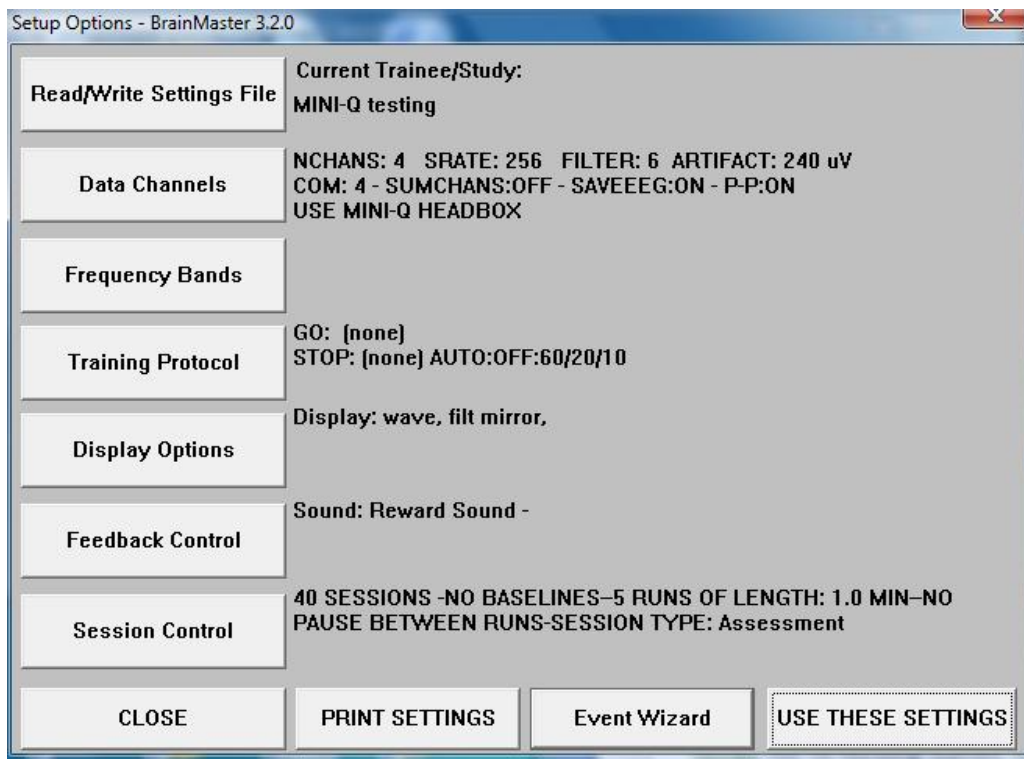 Setup Options - BrainMaster 3.2.0
Read/Write Settings File
Current Trainee/Study:
MINI-Q testing
Data Channels
NCHANS: 4 SRATE: 256 FILTER: 6 ARTIFACT: 240 uV
COM: 4 - SUMCHANS:OFF - SAVEEEG:ON - P-P:ON
USE MINI-Q HEADBOX
Frequency Bands
Training Protocol
GO: (none)
STOP: (none) AUTO:OFF:60/20/10
Display Options
Display: wave, filt mirror,
Feedback Control
Sound: Reward Sound -
Session Control
40 SESSIONS -NO BASELINES--5 RUNS OF LENGTH: 1.0 MIN--NO
PAUSE BETWEEN RUNS-SESSION TYPE: Assessment
CLOSE
PRINT SETTINGS
Event Wizard
USE THESE SETTINGS